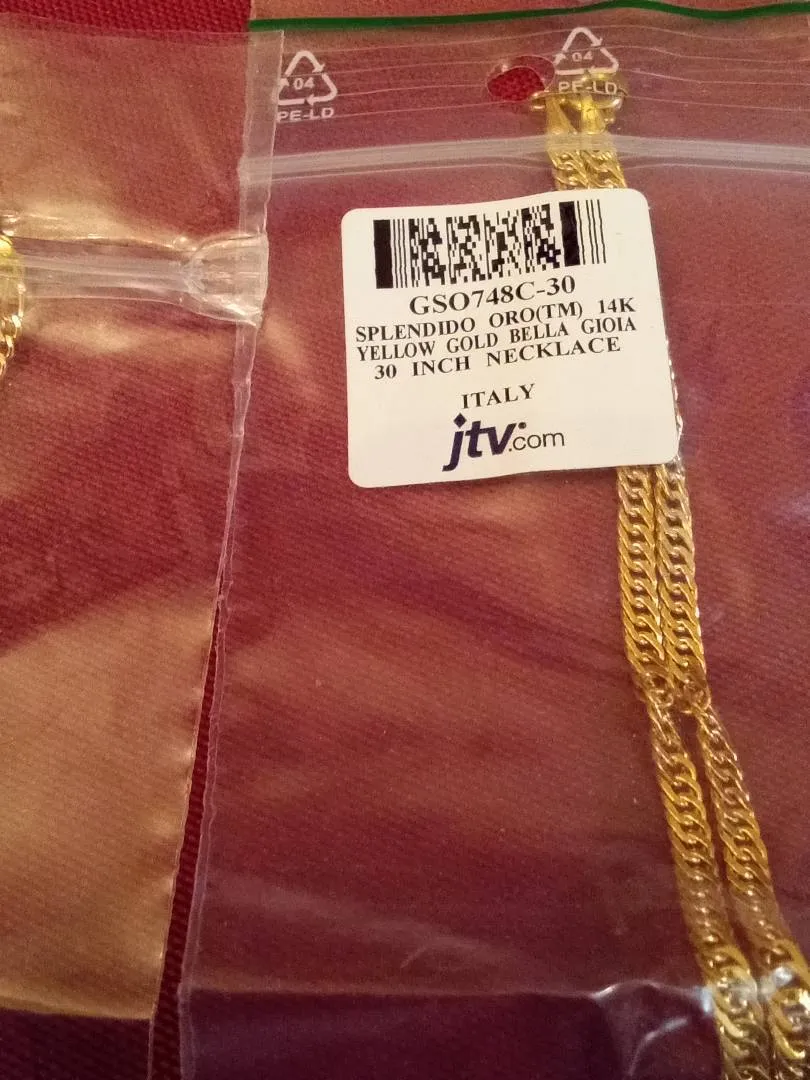 04
PE-LD
04
PE-LD
GSO748C-30
SPLENDIDO ORO(TM) 14K
YELLOW GOLD BELLA GIOIA
30 INCH NECKLACE
ITALY
jtv.com